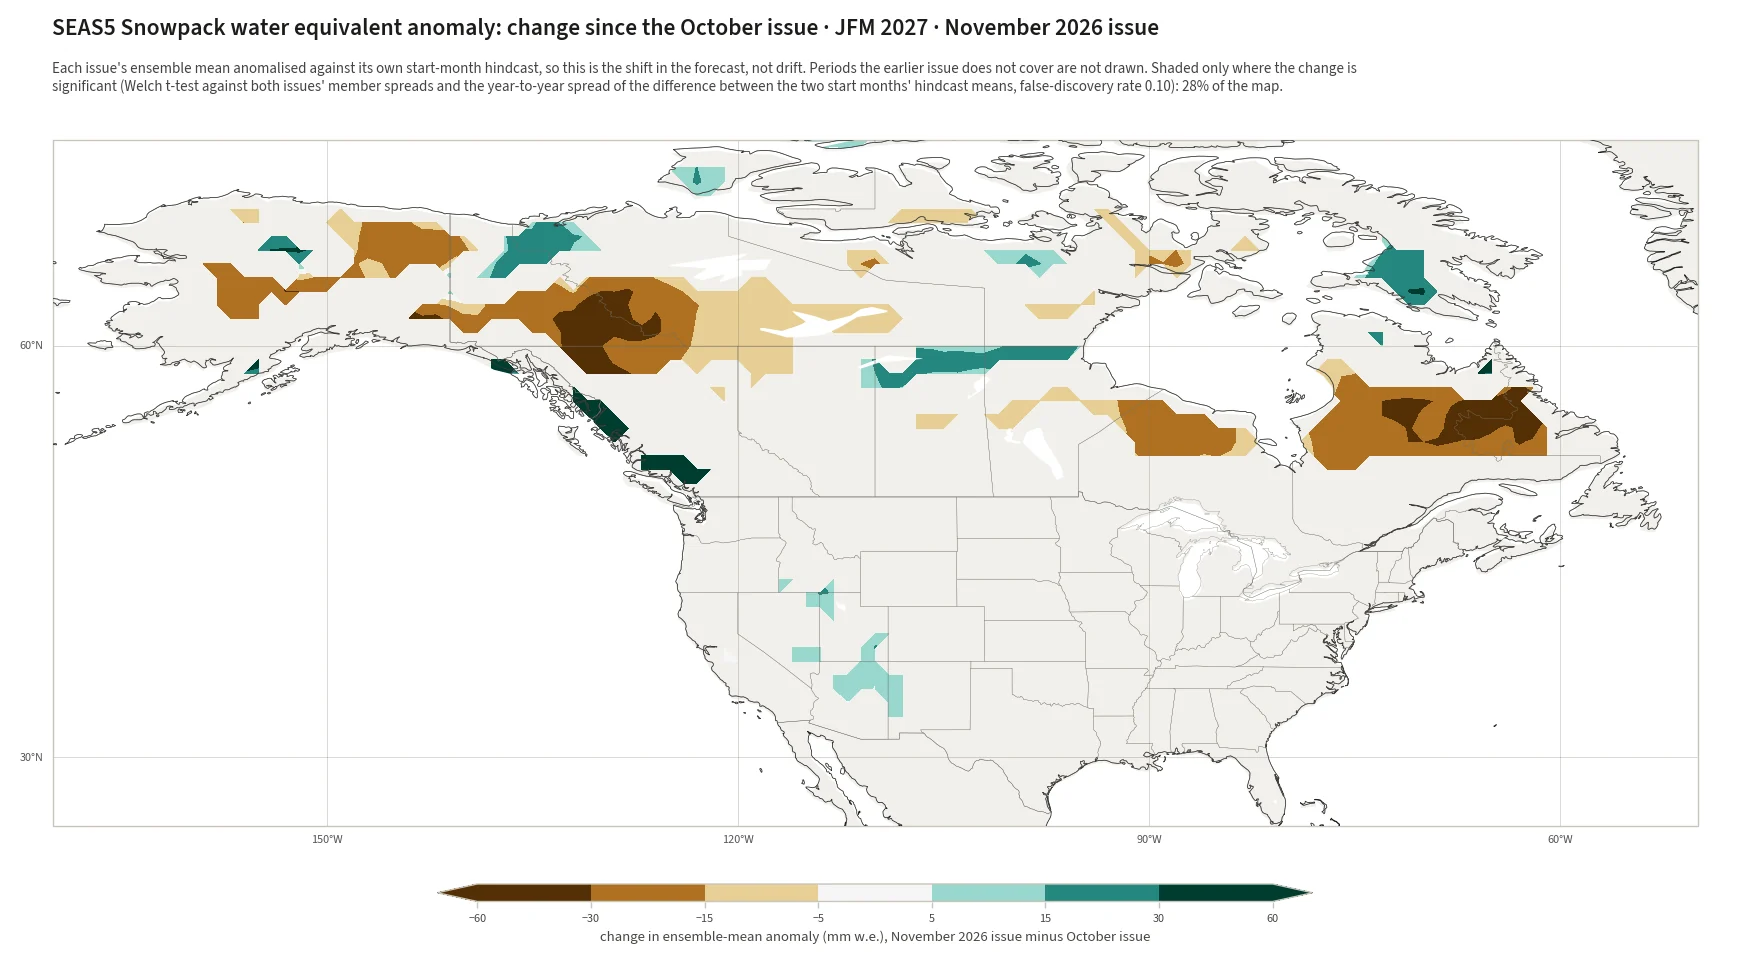 SEAS5 Snowpack water equivalent anomaly: change since the October issue · JFM 2027 · November 2026 issue
Each issue's ensemble mean anomalised against its own start-month hindcast, so this is the shift in the forecast, not drift. Periods the earlier issue does not cover are not drawn. Shaded only where the change is
significant (Welch t-test against both issues' member spreads and the year-to-year spread of the difference between the two start months' hindcast means, false-discovery rate 0.10): 28% of the map.
60°N
30°N
150°W 120°W 90°W 60°W
−60 −30 −15 −5 5 15 30 60
change in ensemble-mean anomaly (mm w.e.), November 2026 issue minus October issue